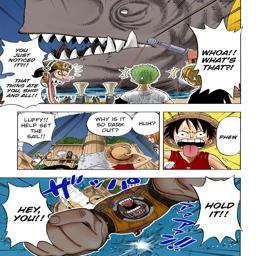 WHOA!!
WHAT'S
THAT?!
YOU
JUST
NOTICED
IT?!!
THAT THING ATE
YOU, SHIP
AND ALL!!
PHEW
HUH?
WHY IS IT
SO DARK
OUT?
LUFFY!!
HELP SET
THE
SAIL!!
HOLD
IT!!
HEY,
YOU!!